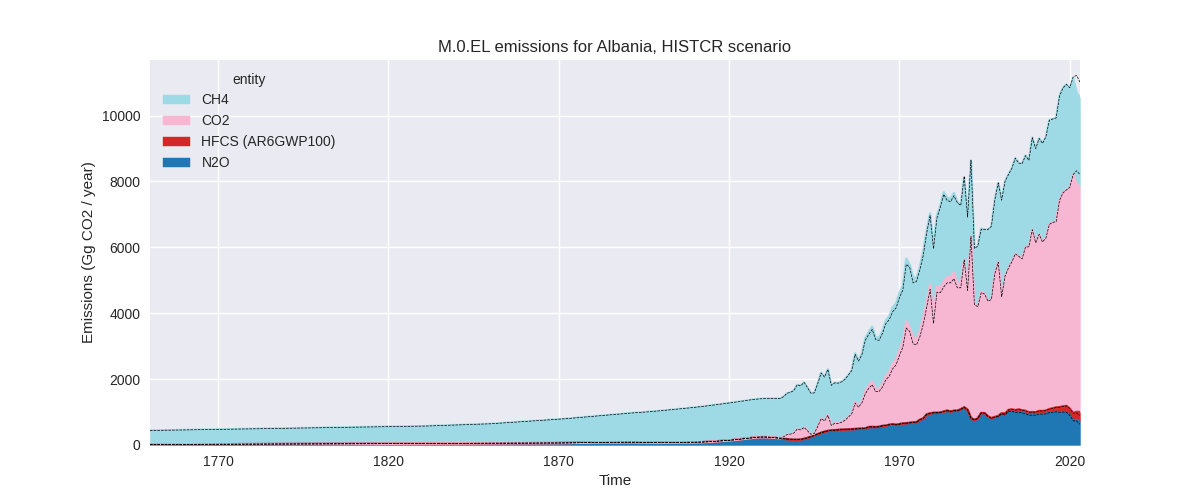 M.0.EL emissions for Albania, HISTCR scenario
entity
CH4
CO2
HFCS (AR6GWP100)
N2O
Emissions (Gg CO2 / year)
10000
8000
6000
4000
2000
0
1770
1820
1870
1920
1970
2020
Time